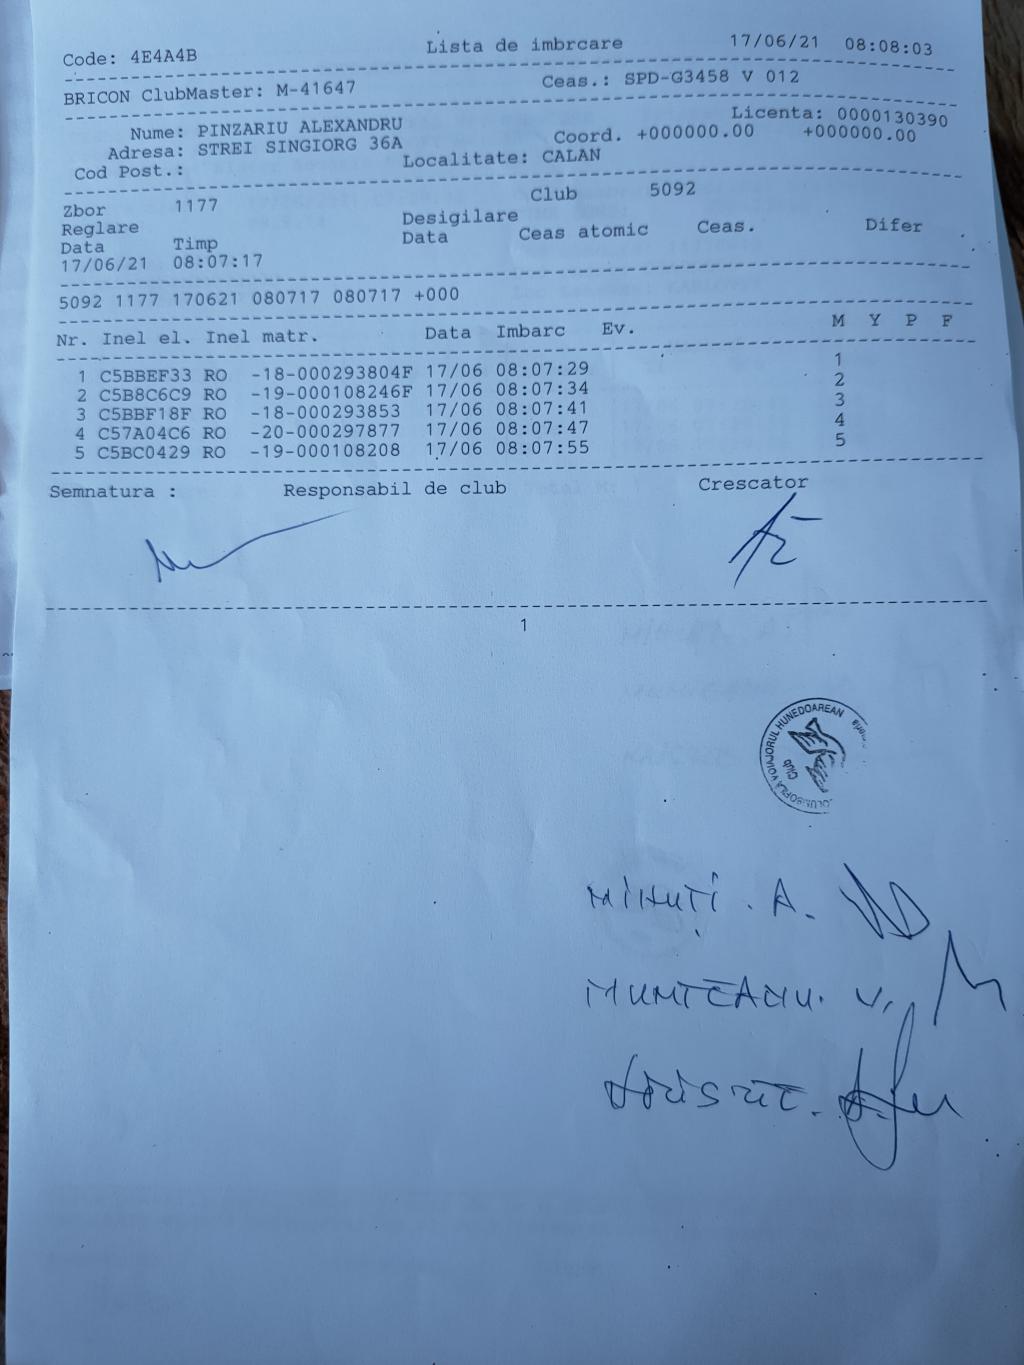 Code: 4E4A4B Lista de imbrcare 17/06/21 08:08:03
BRICON ClubMaster: M-41647 Ceas.: SPD-G3458 V 012
Licenta: 0000130390
Nume: PINZARIU ALEXANDRU Coord. +000000.00 +000000.00
Adresa: STREI SINGIORG 36A
Cod Post.: Localitate: CALAN
Zbor 1177 Club 5092
Reglare Desigilare
Data Timp Data Ceas atomic Ceas. Difer
17/06/21 08:07:17
5092 1177 170621 080717 080717 +000
Nr. Inel el. Inel matr. Data Imbarc Ev. M Y P F
1 C5BBEF33 RO -18-000293804F 17/06 08:07:29 1
2 C5B8C6C9 RO -19-000108246F 17/06 08:07:34 2
3 C5BBF18F RO -18-000293853 17/06 08:07:41 3
4 C57A04C6 RO -20-000297877 17/06 08:07:47 4
5 C5BC0429 RO -19-000108208 17/06 08:07:55 5
Semnatura : Responsabil de club Crescator
1
VOIAJORUL HUNEDOAREAN
Club
MIHUȚI. A.
MUNTEANU. V.